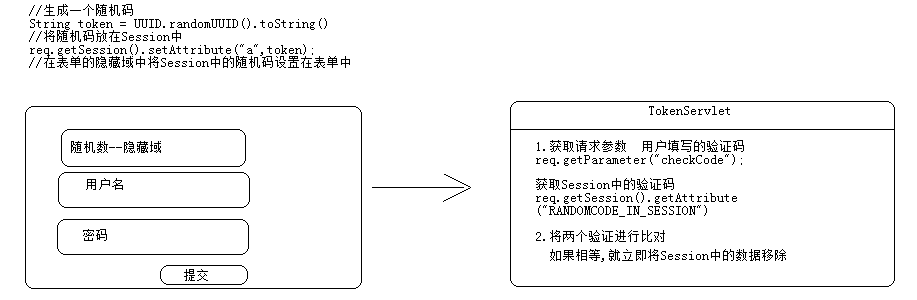 //生成一个随机码
String token = UUID.randomUUID().toString()
//将随机码放在Session中
req.getSession().setAttribute("a",token);
//在表单的隐藏域中将Session中的随机码设置在表单中
随机数--隐藏域
用户名
密码
提交
TokenServlet
1.获取请求参数 用户填写的验证码
req.getParameter("checkCode");
获取Session中的验证码
req.getSession().getAttribute
("RANDOMCODE_IN_SESSION")
2.将两个验证进行比对
如果相等,就立即将Session中的数据移除